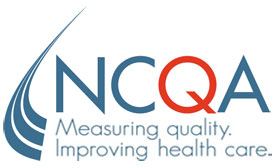 NCQA
Measuring quality.
Improving health care.